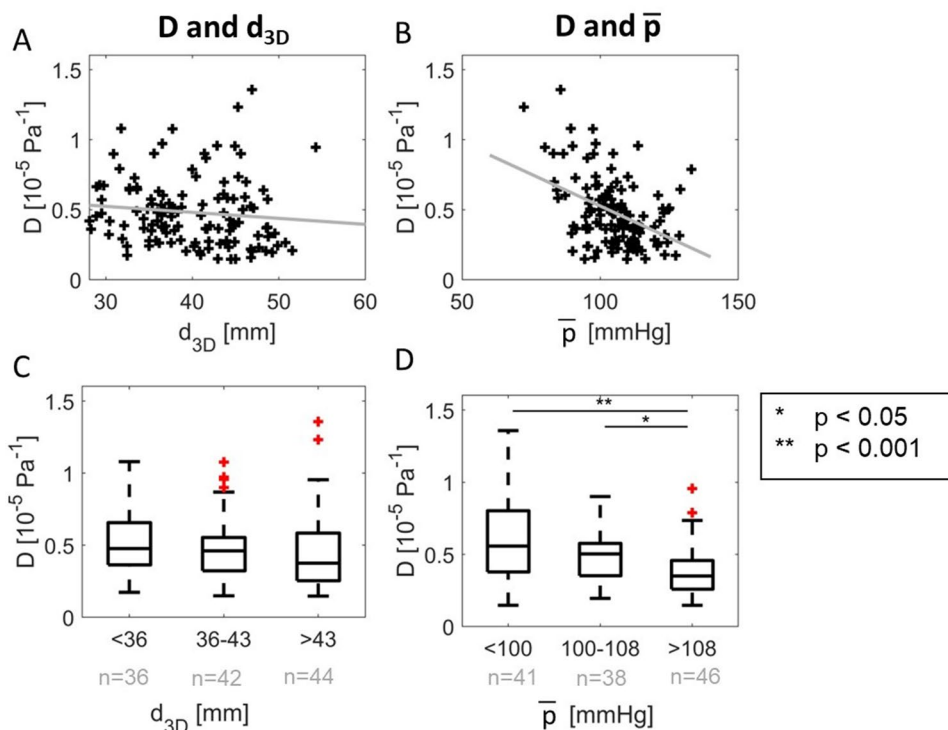 A
D and d3D
D [10-5 Pa-1]
1.5
1
0.5
0
30
40
50
60
d3D [mm]
B
D and p̅
D [10-5 Pa-1]
1.5
1
0.5
0
50
100
150
p̅ [mmHg]
C
D [10-5 Pa-1]
1.5
1
0.5
0
<36 36-43 >43
n=36 n=42 n=44
d3D [mm]
D
**
*
D [10-5 Pa-1]
1.5
1
0.5
0
<100 100-108 >108
n=41 n=38 n=46
p̅ [mmHg]
* p < 0.05
** p < 0.001